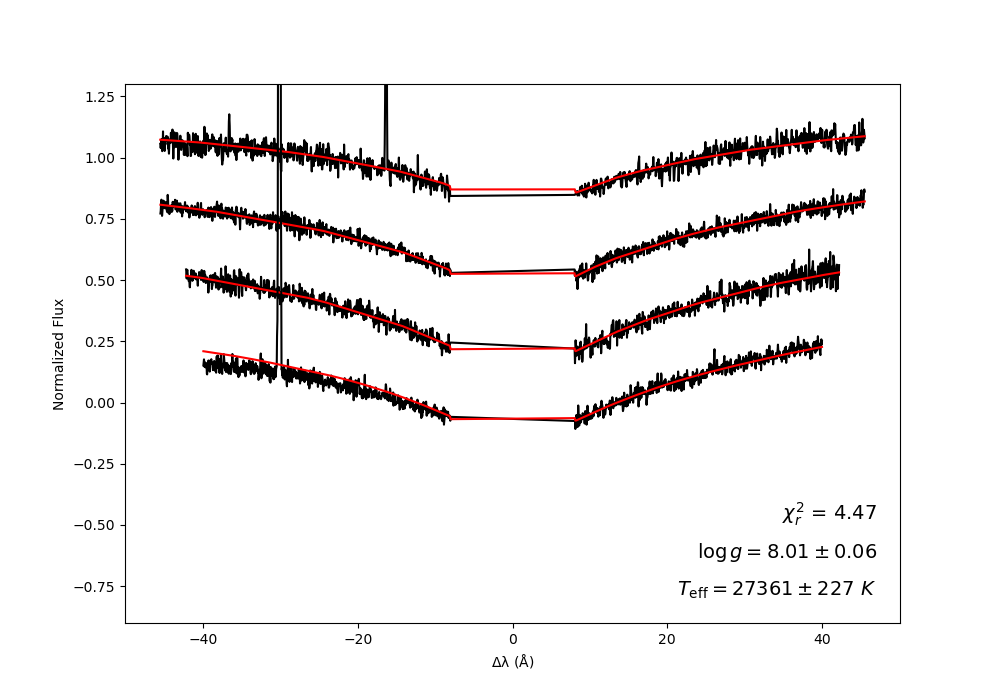 1.25
1.00
0.75
0.50
0.25
0.00
−0.25
−0.50
−0.75
Normalized Flux
χ²ᵣ = 4.47
log g = 8.01 ± 0.06
T_eff = 27361 ± 227 K
−40 −20 0 20 40
Δλ (Å)